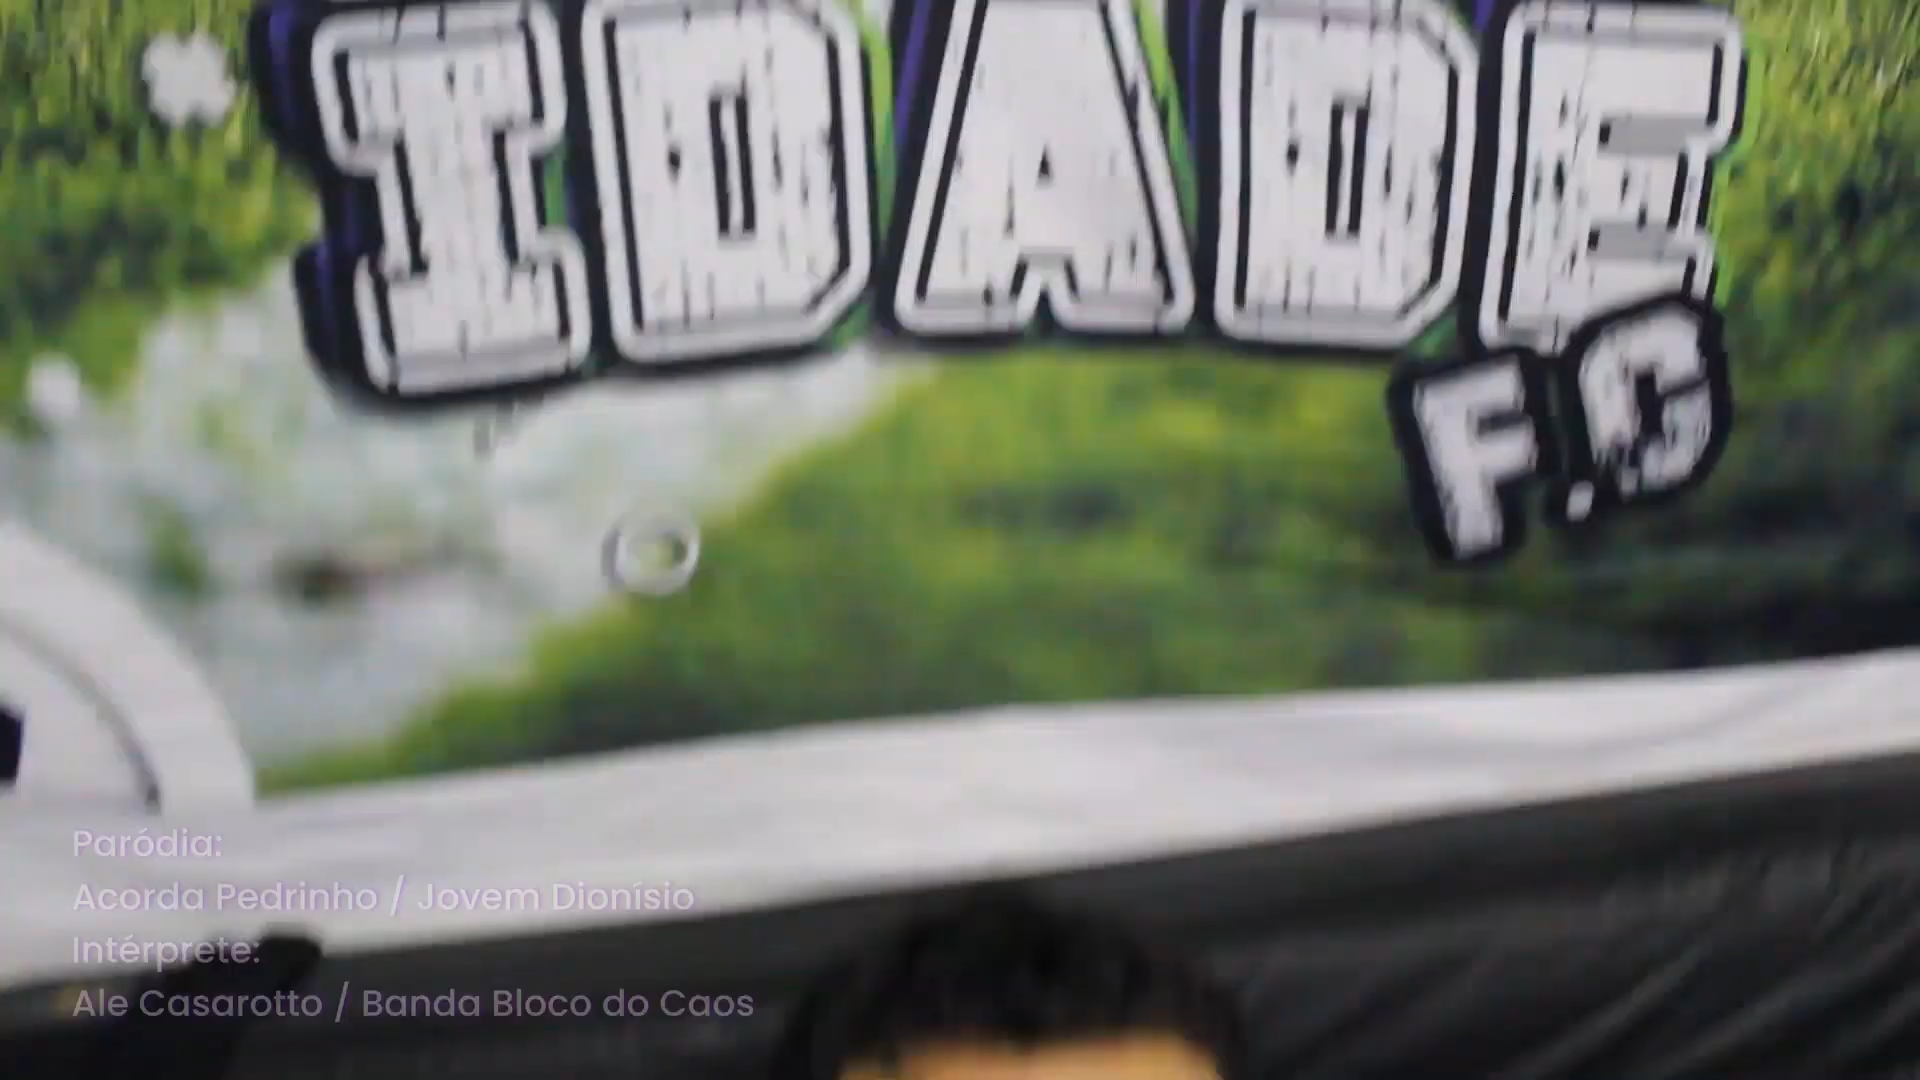 IDADE
F.C
Paródia:
Acorda Pedrinho / Jovem Dionísio
Intérprete:
Ale Casarotto / Banda Bloco do Caos